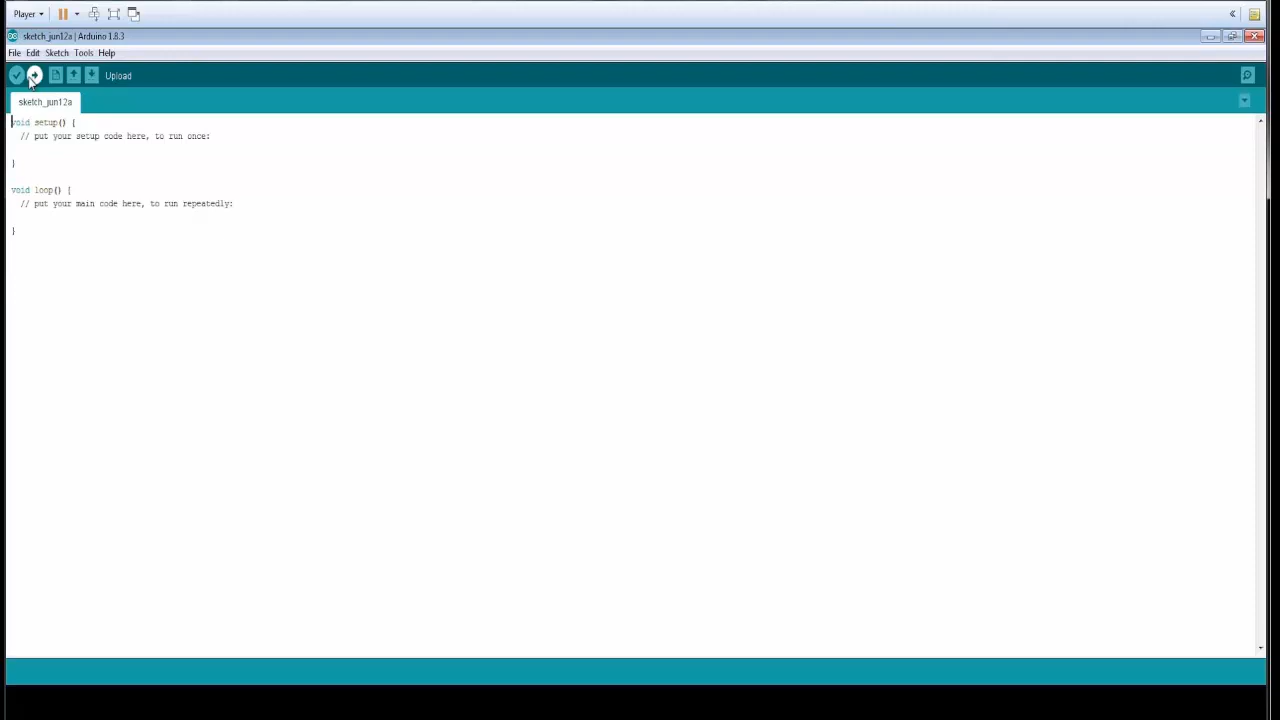 Player
sketch_jun12a | Arduino 1.8.3
File Edit Sketch Tools Help
Upload
sketch_jun12a
void setup() {
// put your setup code here, to run once:
}
void loop() {
// put your main code here, to run repeatedly:
}